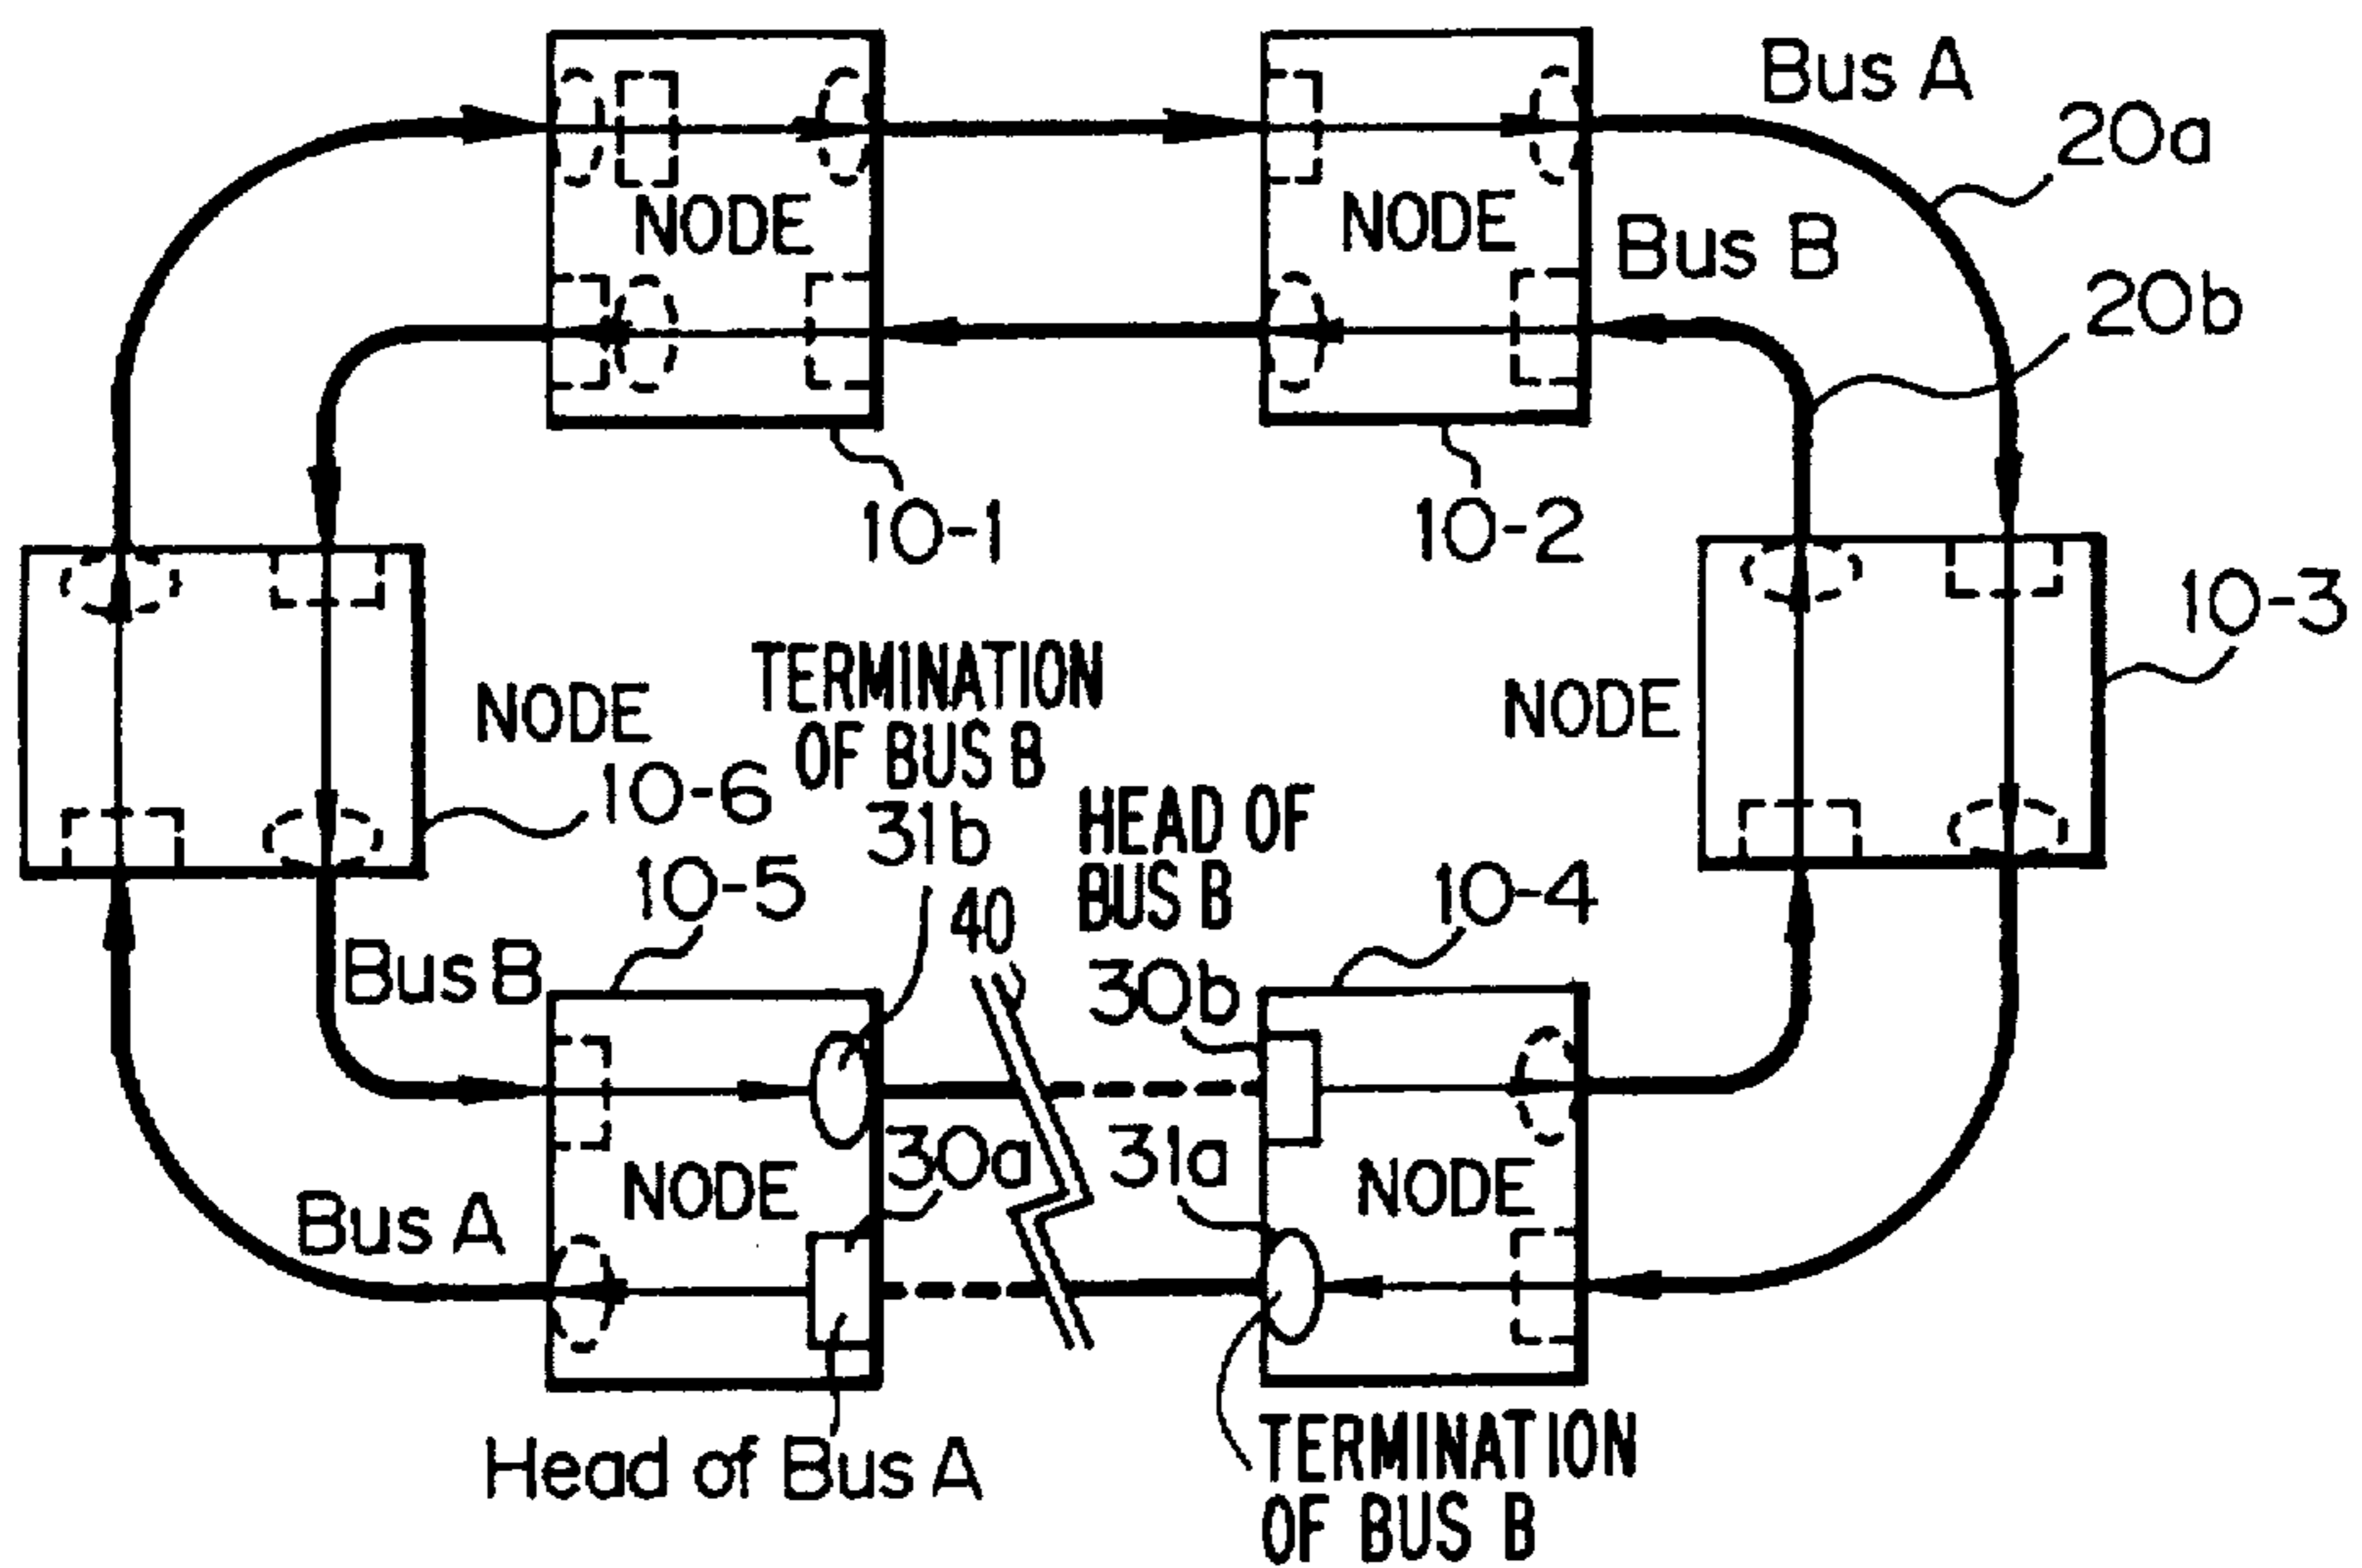 Bus A
20a
NODE
NODE
Bus B
20b
10-1
10-2
10-3
TERMINATION
OF BUS B
NODE
NODE
10-6
31b
HEAD OF
BUS B
10-5
40
10-4
Bus B
30b
30a
31a
NODE
NODE
Bus A
Head of Bus A
TERMINATION
OF BUS B